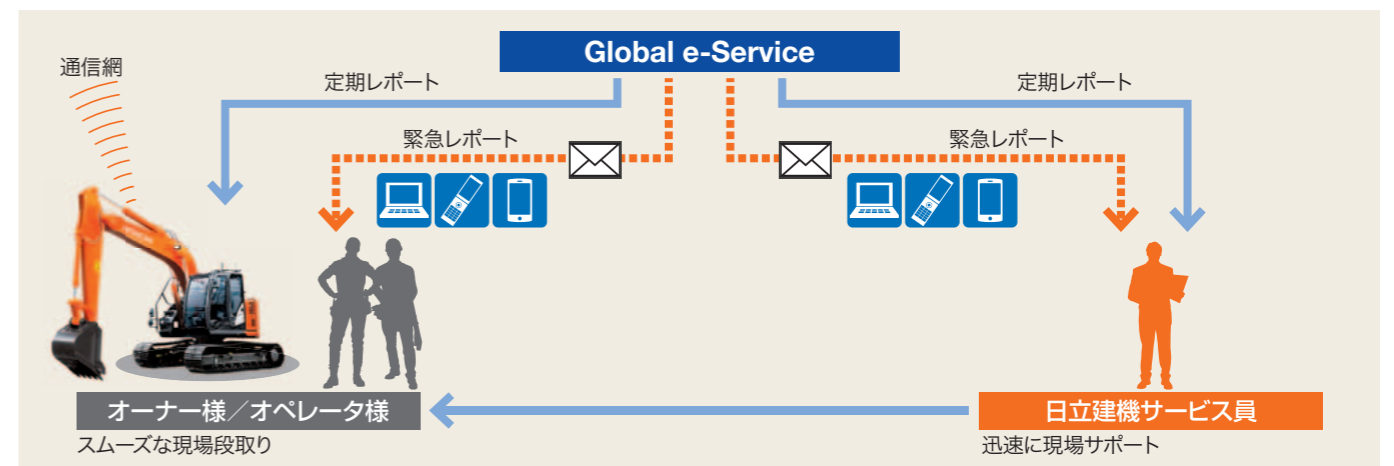 Global e-Service
通信網
定期レポート
定期レポート
緊急レポート
緊急レポート
オーナー様／オペレータ様
日立建機サービス員
スムーズな現場段取り
迅速に現場サポート